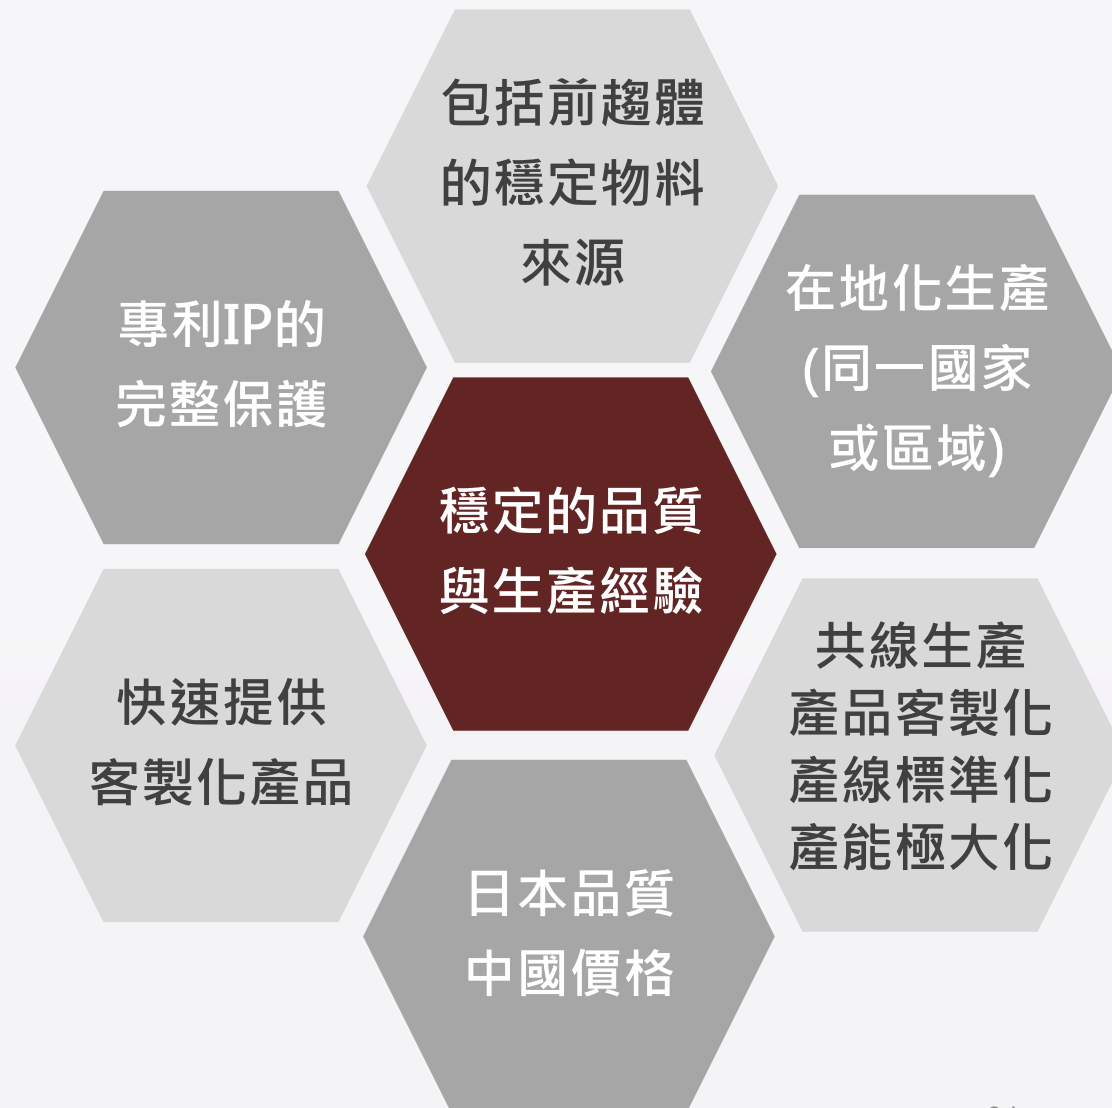 包括前趨體
的穩定物料
來源
專利IP的
完整保護
在地化生產
(同一國家
或區域)
穩定的品質
與生產經驗
快速提供
客製化產品
共線生產
產品客製化
產線標準化
產能極大化
日本品質
中國價格